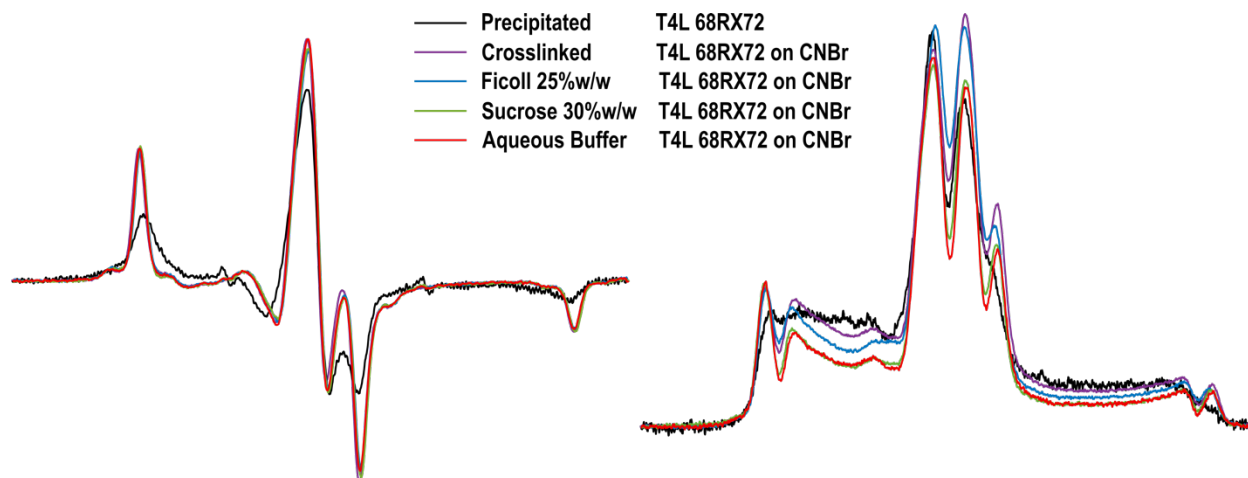 Precipitated T4L 68RX72
Crosslinked T4L 68RX72 on CNBr
Ficoll 25%w/w T4L 68RX72 on CNBr
Sucrose 30%w/w T4L 68RX72 on CNBr
Aqueous Buffer T4L 68RX72 on CNBr